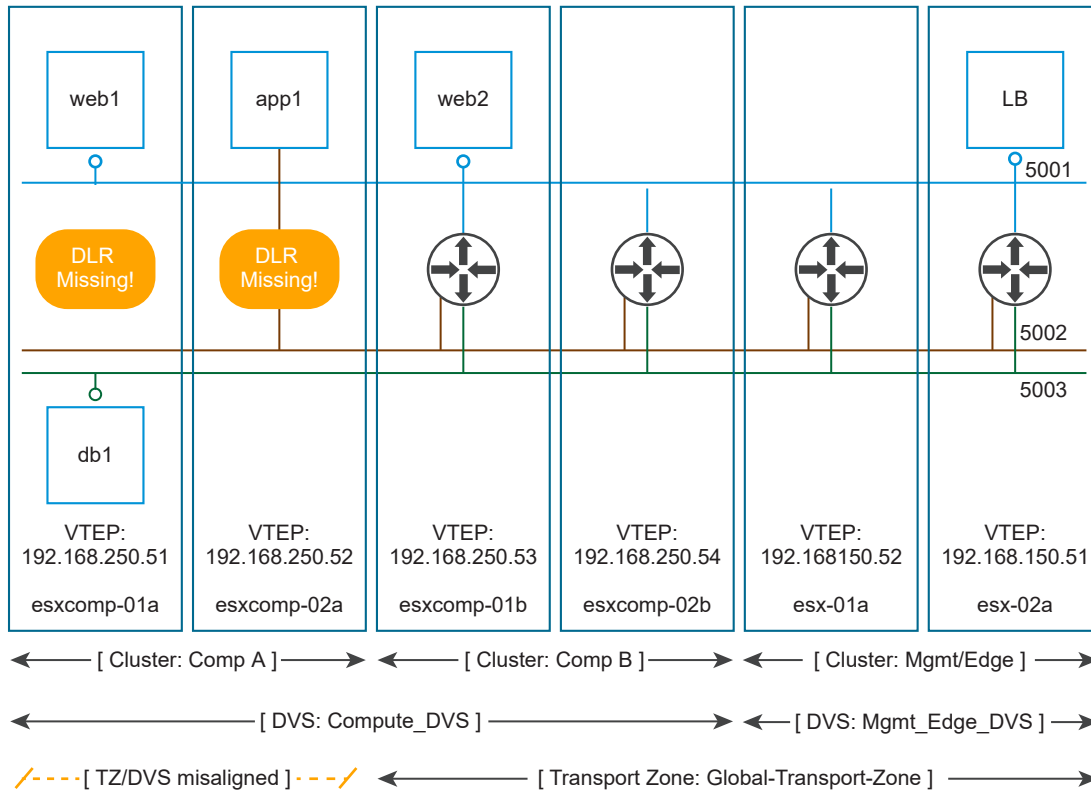 web1
app1
web2
LB
5001
DLR
Missing!
DLR
Missing!
5002
5003
db1
VTEP:
192.168.250.51
VTEP:
192.168.250.52
VTEP:
192.168.250.53
VTEP:
192.168.250.54
VTEP:
192.168150.52
VTEP:
192.168.150.51
esxcomp-01a
esxcomp-02a
esxcomp-01b
esxcomp-02b
esx-01a
esx-02a
[ Cluster: Comp A ]
[ Cluster: Comp B ]
[ Cluster: Mgmt/Edge ]
[ DVS: Compute_DVS ]
[ DVS: Mgmt_Edge_DVS ]
[ TZ/DVS misaligned ]
[ Transport Zone: Global-Transport-Zone ]